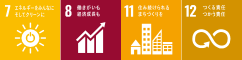 7 エネルギーをみんなに
そしてクリーンに
8 働きがいも
経済成長も
11 住み続けられる
まちづくりを
12 つくる責任
つかう責任